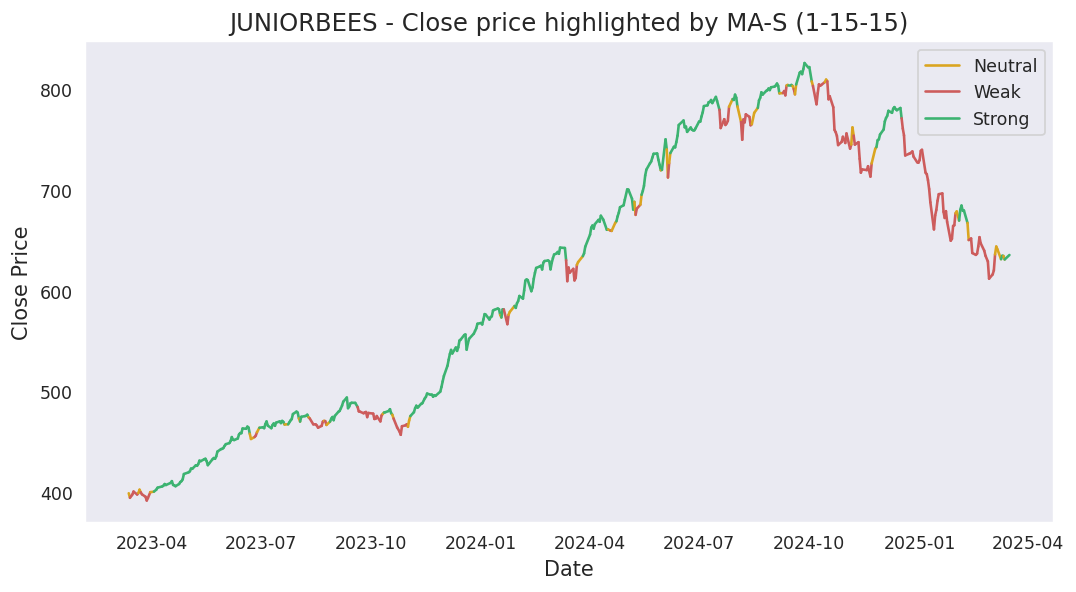 JUNIORBEES - Close price highlighted by MA-S (1-15-15)
Neutral
Weak
Strong
Close Price
800
700
600
500
400
2023-04 2023-07 2023-10 2024-01 2024-04 2024-07 2024-10 2025-01 2025-04
Date